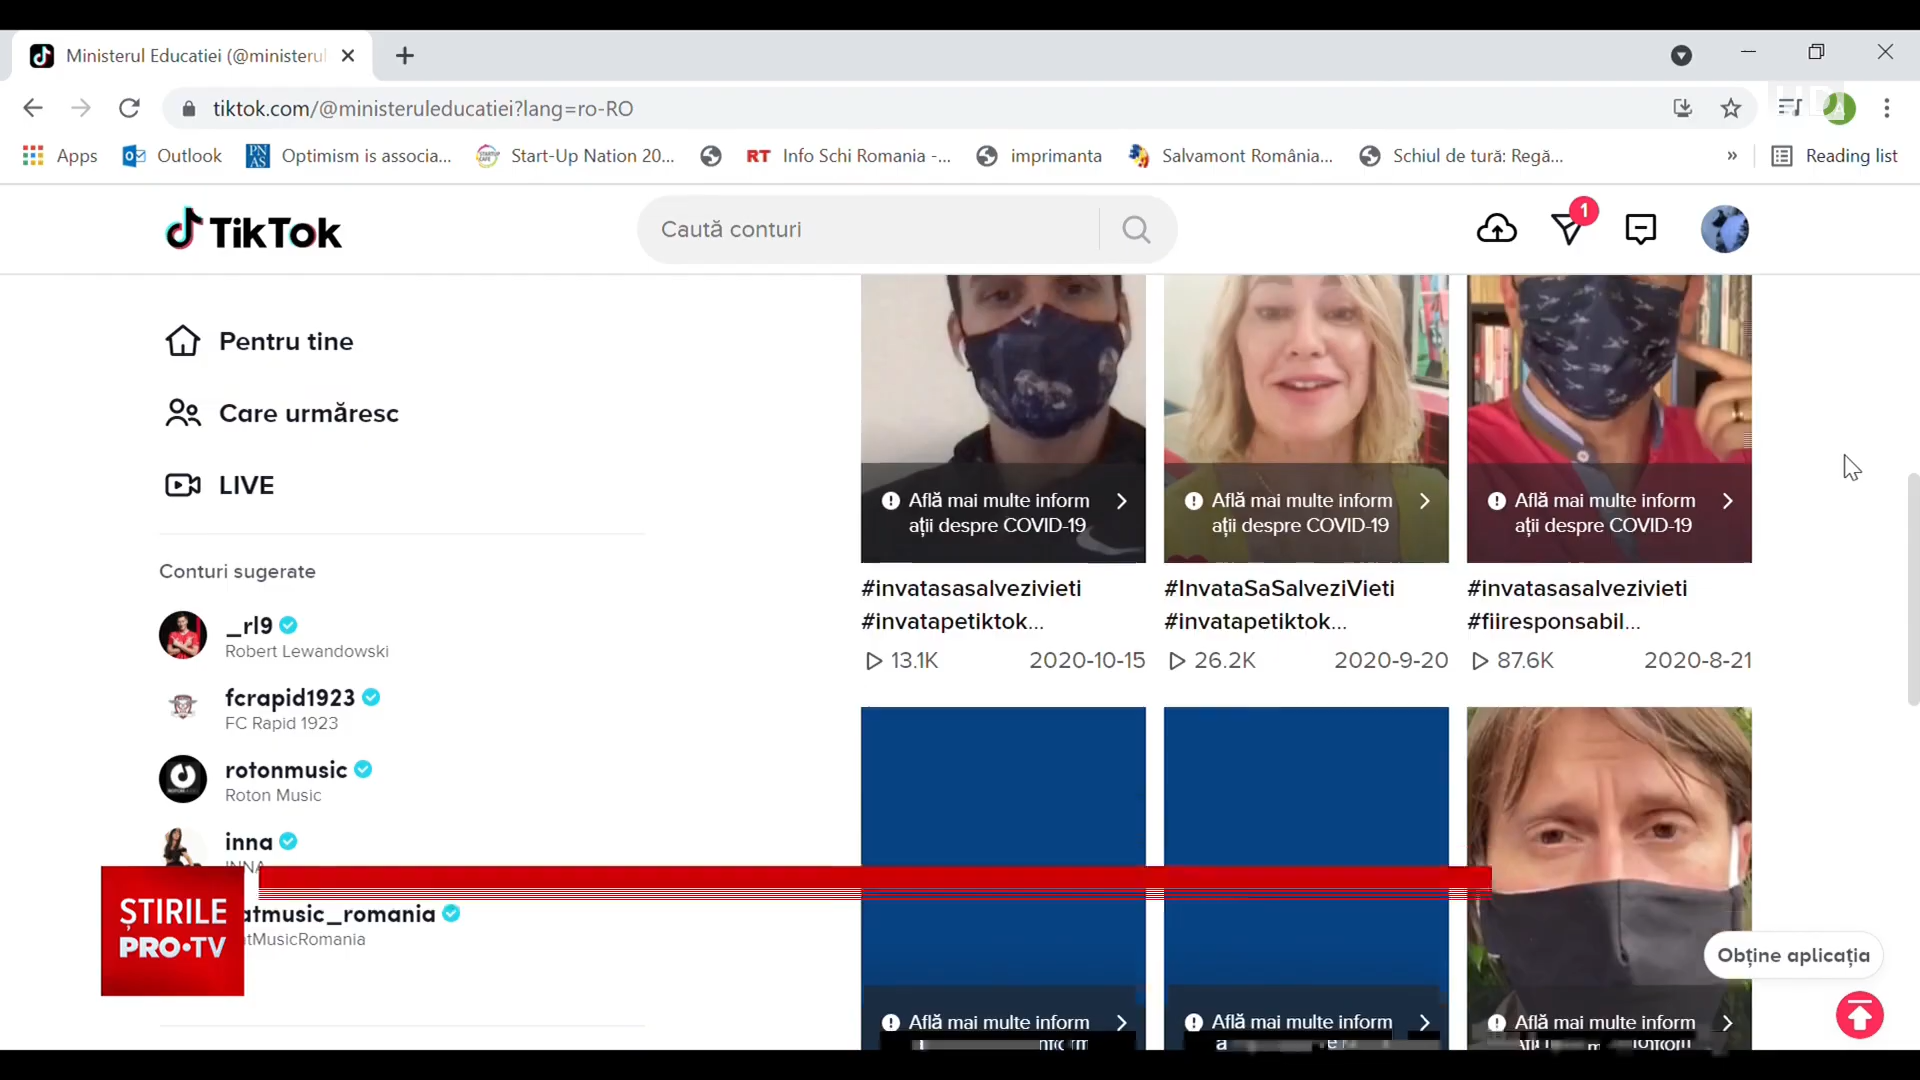 Ministerul Educatiei (@ministerul
tiktok.com/@ministeruleducatiei?lang=ro-RO
HD
Apps
Outlook
PN
AS
Optimism is associa...
Start-Up Nation 20...
RT
Info Schi Romania -...
imprimanta
Salvamont România...
Schiul de tură: Regă...
»
Reading list
TikTok
Caută conturi
1
Pentru tine
Care urmăresc
LIVE
Conturi sugerate
_rl9
Robert Lewandowski
fcrapid1923
FC Rapid 1923
rotonmusic
Roton Music
inna
INNA
atmusic_romania
tMusicRomania
ȘTIRILE
PRO•TV
Află mai multe inform
ații despre COVID-19
#invatasasalvezivieti
#invatapetiktok...
13.1K
2020-10-15
Află mai multe inform
ații despre COVID-19
#InvataSaSalveziVieti
#invatapetiktok...
26.2K
2020-9-20
Află mai multe inform
ații despre COVID-19
#invatasasalvezivieti
#fiiresponsabil...
87.6K
2020-8-21
Află mai multe inform
Află mai multe inform
Află mai multe inform
Obține aplicația